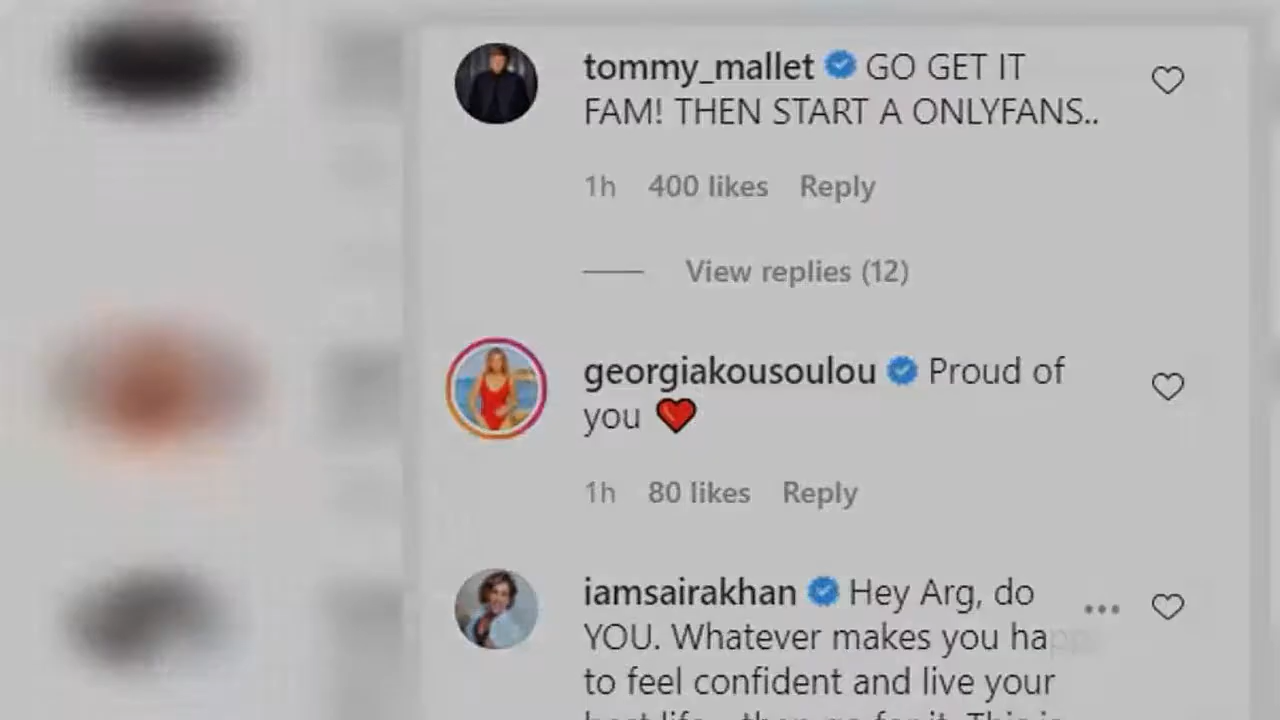 tommy_mallet GO GET IT
FAM! THEN START A ONLYFANS..
1h 400 likes Reply
View replies (12)
georgiakousoulou Proud of
you ❤️
1h 80 likes Reply
iamsairakhan Hey Arg, do
YOU. Whatever makes you
to feel confident and live your